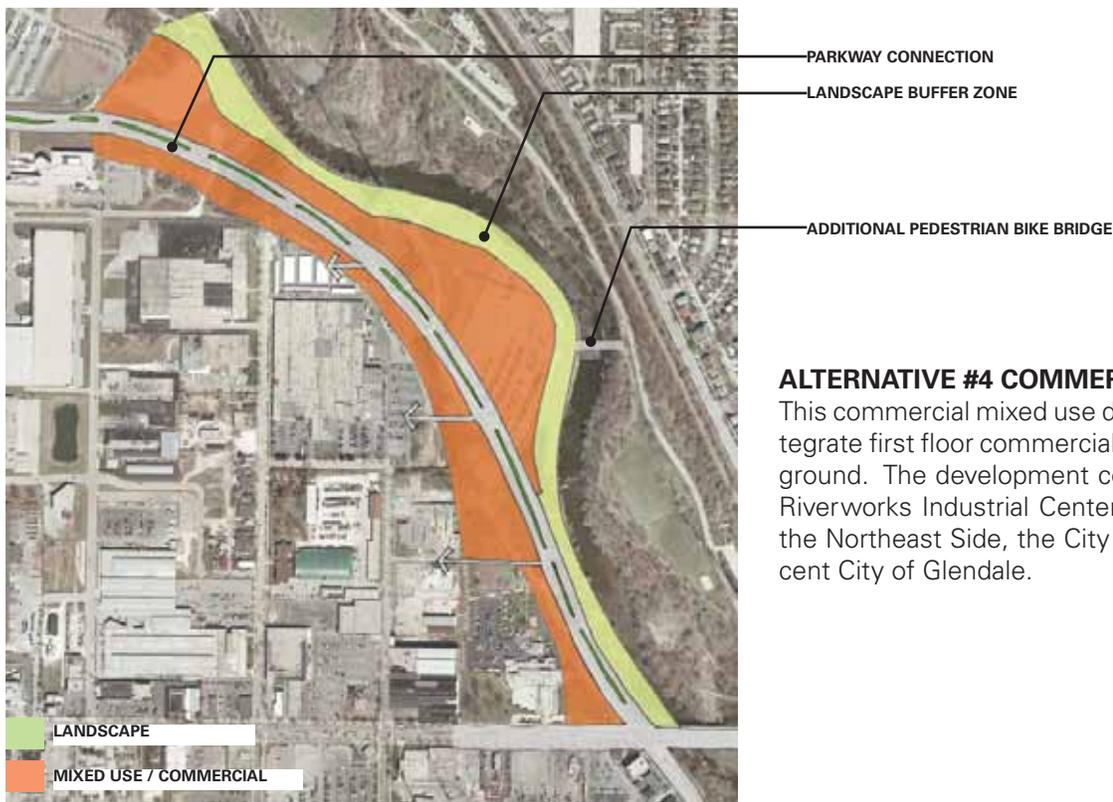 PARKWAY CONNECTION
LANDSCAPE BUFFER ZONE
ADDITIONAL PEDESTRIAN BIKE BRIDGE
ALTERNATIVE #4 COMMER
This commercial mixed use d
tegrate first floor commercial
ground. The development co
Riverworks Industrial Center
the Northeast Side, the City
cent City of Glendale.
LANDSCAPE
MIXED USE / COMMERCIAL